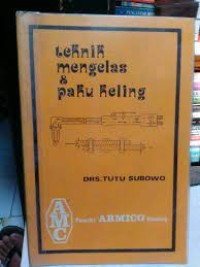 teknik
mengelas
&
paku keling
DRS. TUTU SUBOWO
AMC
Penerbit ARMICO Bandung